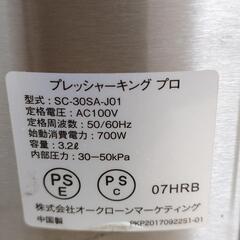 プレッシャーキング プロ
型式：SC-30SA-J01
定格電圧：AC100V
定格周波数：50/60Hz
始動時消費電力：700W
容量：3.2ℓ
内部圧力：30−50kPa
PS E PS C 07HRB
株式会社オークローンマーケティング
中国製 PKP20170922S1-01